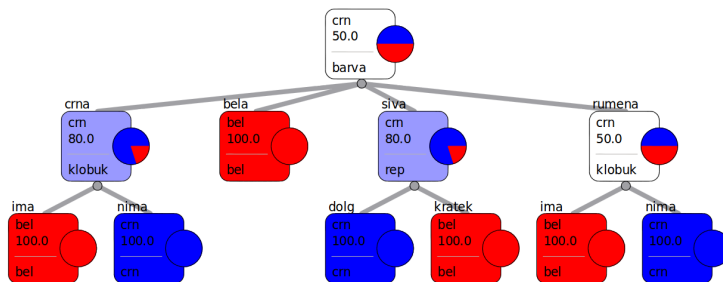 crn
50.0
barva
crna
bela
siva
rumena
crn
80.0
klobuk
bel
100.0
bel
crn
80.0
rep
crn
50.0
klobuk
ima
nima
dolg
kratek
ima
nima
bel
100.0
bel
crn
100.0
crn
crn
100.0
crn
bel
100.0
bel
bel
100.0
bel
crn
100.0
crn